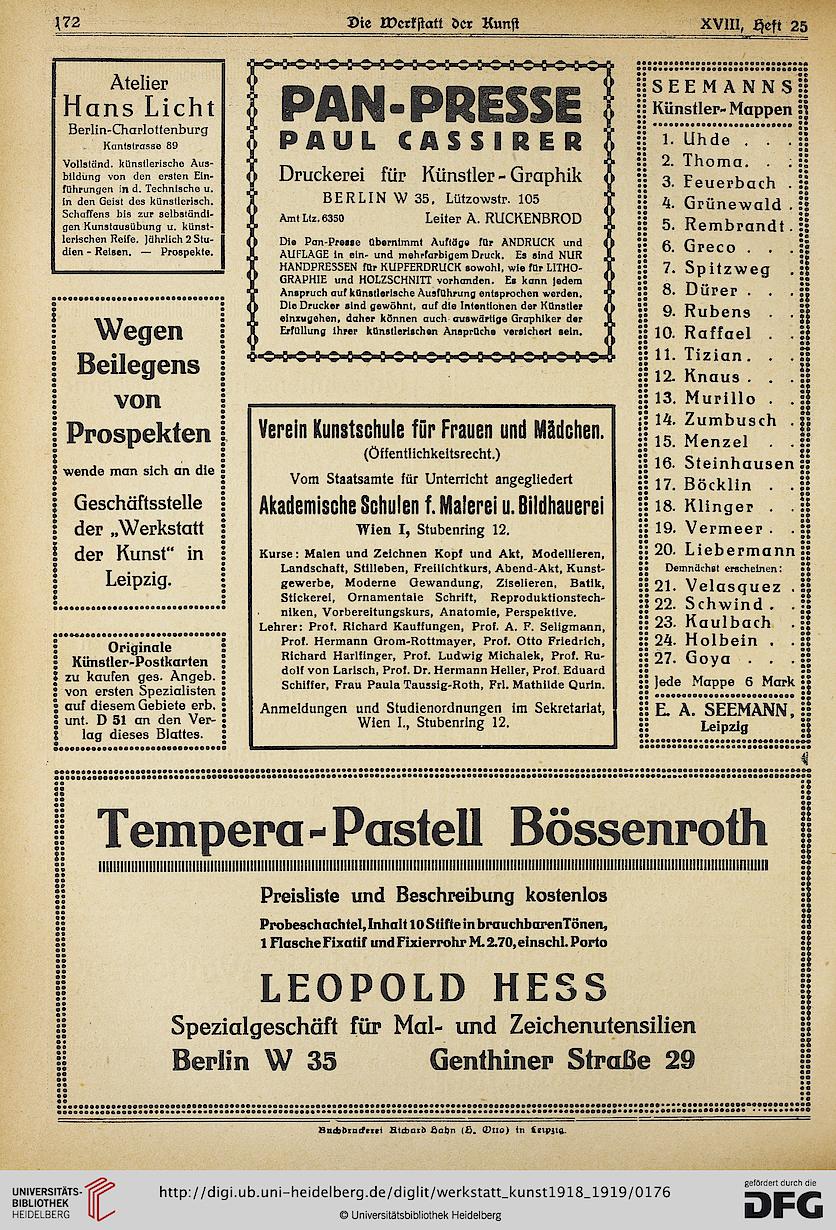 172
Die Werkstatt der Kunst
XVIII, Heft 25
Atelier
Hans Licht
Berlin-Charlottenburg
Kantstrasse 89
Vollständ. künstlerische Aus-
bildung von den ersten Ein-
führungen in d. Technische u.
in den Geist des künstlerisch.
Schaffens bis zur selbständi-
gen Kunstausübung u. künst-
lerischen Reife. Jährlich 2 Stu-
dien - Reisen. — Prospekte.
Wegen
Beilegens
von
Prospekten
wende man sich an die
Geschäftsstelle
der „Werkstatt
der Kunst“ in
Leipzig.
Originale
Künstler-Postkarten
zu kaufen ges. Angeb.
von ersten Spezialisten
auf diesem Gebiete erb.
unt. D 51 an den Ver-
lag dieses Blattes.
PAN-PRESSE
PAUL CASSIRER
Druckerei für Künstler-Graphik
BERLIN W 35, Lützowstr. 105
Amt Ltz. 6350 Leiter A. RUCKENBROD
Die Pan-Presse übernimmt Aufträge für ANDRUCK und
AUFLAGE in ein- und mehrfarbigem Druck. Es sind NUR
HANDPRESSEN für KUPFERDRUCK sowohl, wie für LITHO-
GRAPHIE und HOLZSCHNITT vorhanden. Es kann jedem
Anspruch auf künstlerische Ausführung entsprochen werden.
Die Drucker sind gewöhnt, auf die Intentionen der Künstler
einzugehen, daher können auch auswärtige Graphiker der
Erfüllung ihrer künstlerischen Ansprüche versichert sein.
Verein Kunstschule für Frauen und Mädchen.
(Öffentlichkeitsrecht.)
Vom Staatsamte für Unterricht angegliedert
Akademische Schulen f. Malerei u. Bildhauerei
Wien I, Stubenring 12.
Kurse: Malen und Zeichnen Kopf und Akt, Modellieren,
Landschaft, Stilleben, Freilichtkurs, Abend-Akt, Kunst-
gewerbe, Moderne Gewandung, Ziselieren, Batik,
Stickerei, Ornamentale Schrift, Reproduktionstech-
niken, Vorbereitungskurs, Anatomie, Perspektive.
Lehrer: Prof. Richard Kauffungen, Prof. A. F. Seligmann,
Prof. Hermann Grom-Rottmayer, Prof. Otto Friedrich,
Richard Harlfinger, Prof. Ludwig Michalek, Prof. Ru-
dolf von Larisch, Prof. Dr. Hermann Heller, Prof. Eduard
Schiffer, Frau Paula Taussig-Roth, Frl. Mathilde Qurin.
Anmeldungen und Studienordnungen im Sekretariat,
Wien I., Stubenring 12.
SEEMANNS
Künstler-Mappen
1. Uhde . . .
2. Thoma. . .
3. Feuerbach .
4. Grünewald .
5. Rembrandt .
6. Greco . . .
7. Spitzweg .
8. Dürer . . .
9. Rubens . .
10. Raffael . .
11. Tizian . . .
12. Knaus . . .
13. Murillo . .
14. Zumbusch .
15. Menzel . .
16. Steinhausen
17. Böcklin . .
18. Klinger . .
19. Vermeer . .
20. Liebermann
Demnächst erscheinen:
21. Velasquez .
22. Schwind . .
23. Kaulbach .
24. Holbein . .
27. Goya . . .
Jede Mappe 6 Mark
E. A. SEEMANN,
Leipzig
Tempera-Pastell Bössenroth
Preisliste und Beschreibung kostenlos
Probeschachtel, Inhalt 10 Stifte in brauchbaren Tönen,
1 Flasche Fixatif und Fixierrohr M. 2.70, einschl. Porto
LEOPOLD HESS
Spezialgeschäft für Mal- und Zeichenutensilien
Berlin W 35 Genthiner Straße 29
Buchdruckerei Richard Hahn (H. Otto) in Leipzig.
UNIVERSITÄTS-
BIBLIOTHEK
HEIDELBERG
http://digi.ub.uni-heidelberg.de/diglit/werkstatt_kunst1918_1919/0176
© Universitätsbibliothek Heidelberg
gefördert durch die
DFG